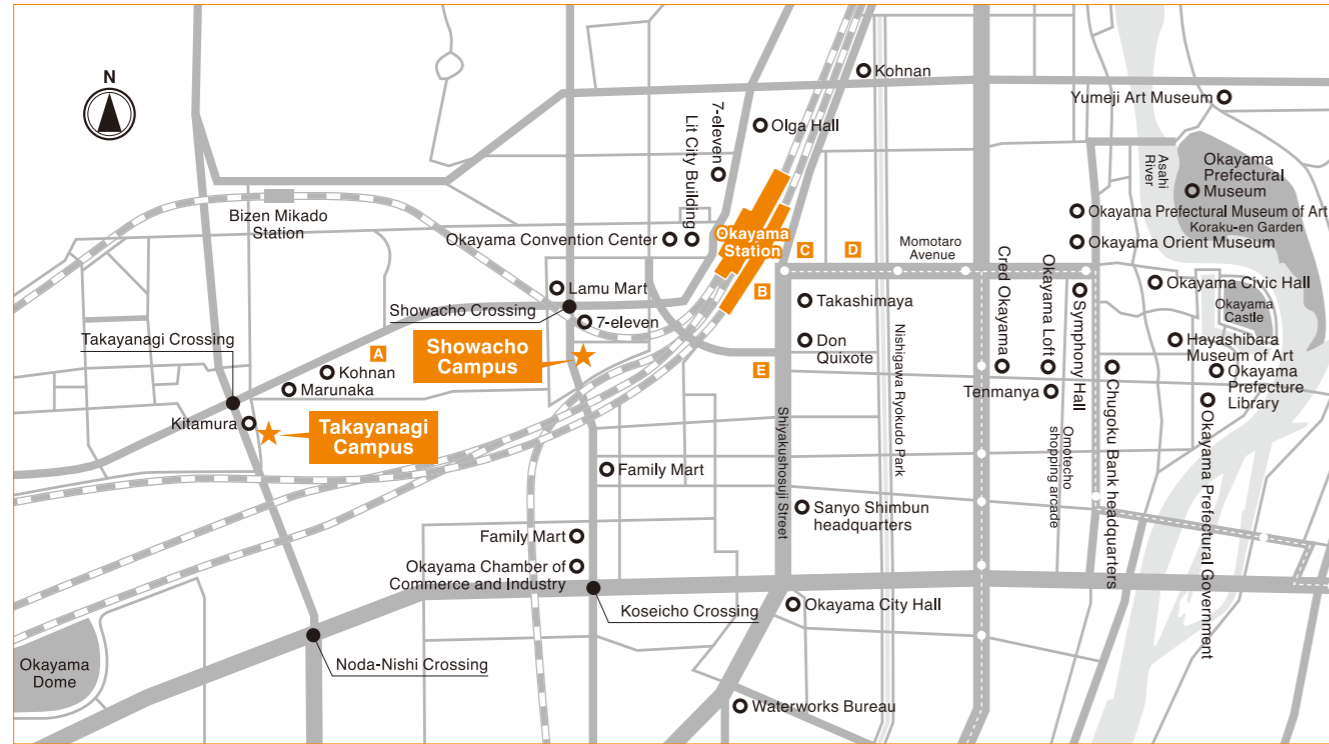 N
Kohnan
Yumeji Art Museum
7-eleven
Olga Hall
Lit City Building
Asahi
River
Okayama
Prefectural
Museum
Bizen Mikado
Station
Okayama Convention Center
Okayama
Station
C
D
Momotaro
Avenue
Okayama Prefectural Museum of Art
Koraku-en Garden
Okayama Orient Museum
Lamu Mart
B
Takashimaya
Cred Okayama
Okayama Loft
Symphony Hall
Okayama Civic Hall
Okayama
Castle
Showacho Crossing
7-eleven
Takayanagi Crossing
A
Showacho
Campus
Don
Quixote
Nishigawa Ryokudo Park
Hayashibara
Museum of Art
Kohnan
E
Okayama
Prefecture
Library
Marunaka
Tenmanya
Kitamura
Takayanagi
Campus
Shiyakushosuji Street
Omotecho
shopping arcade
Chugoku Bank headquarters
Okayama Prefectural Government
Family Mart
Sanyo Shimbun
headquarters
Family Mart
Okayama Chamber of
Commerce and Industry
Koseicho Crossing
Okayama City Hall
Okayama
Dome
Noda-Nishi Crossing
Waterworks Bureau